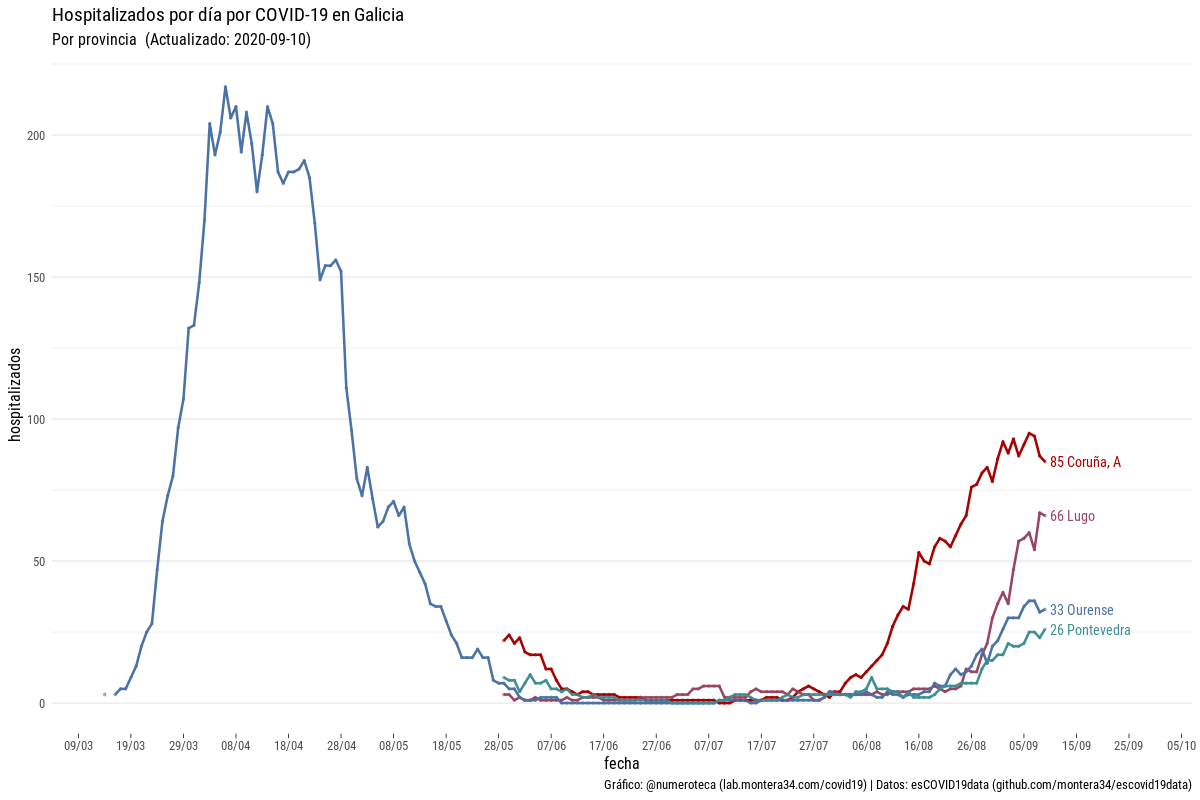 Hospitalizados por día por COVID-19 en Galicia
Por provincia (Actualizado: 2020-09-10)
hospitalizados
200
150
100
50
0
85 Coruña, A
66 Lugo
33 Ourense
26 Pontevedra
09/03 19/03 29/03 08/04 18/04 28/04 08/05 18/05 28/05 07/06 17/06 27/06 07/07 17/07 27/07 06/08 16/08 26/08 05/09 15/09 25/09 05/10
fecha
Gráfico: @numeroteca (lab.montera34.com/covid19) | Datos: esCOVID19data (github.com/montera34/escovid19data)